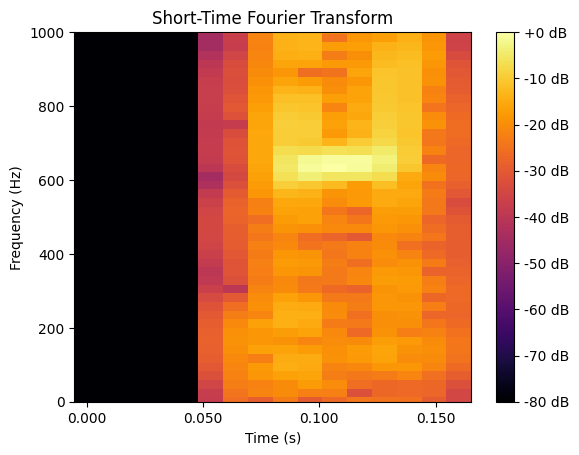 Short-Time Fourier Transform
1000
800
600
400
200
0
Frequency (Hz)
0.000
0.050
0.100
0.150
Time (s)
+0 dB
-10 dB
-20 dB
-30 dB
-40 dB
-50 dB
-60 dB
-70 dB
-80 dB